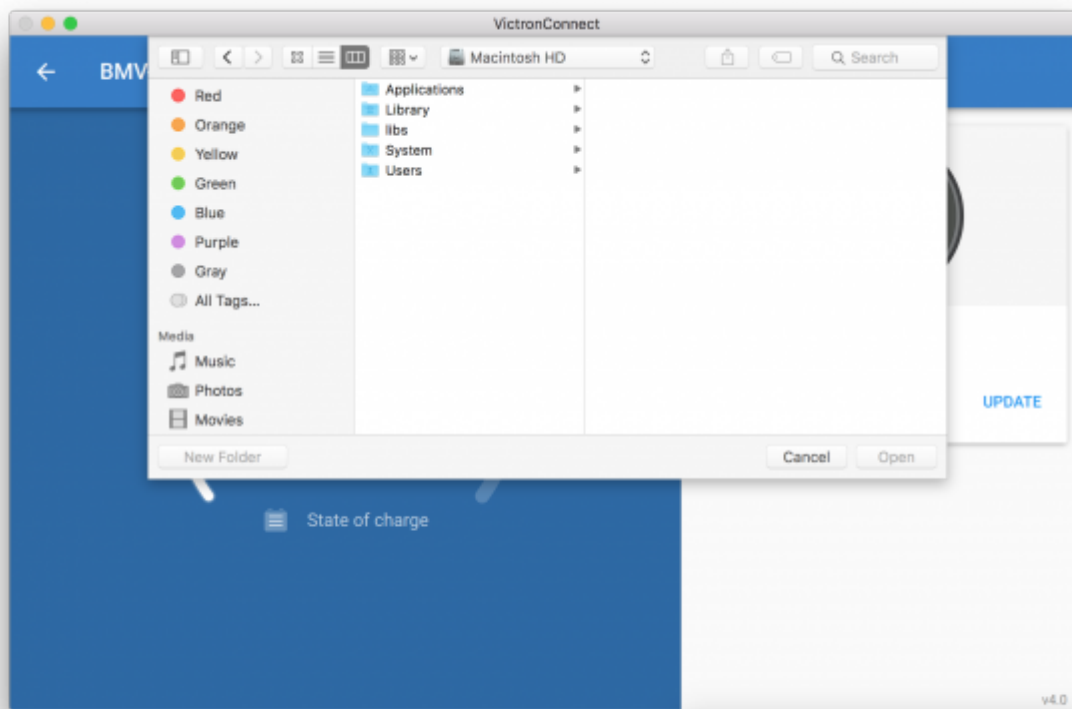 VictronConnect
BMV
Macintosh HD
Search
Red
Orange
Yellow
Green
Blue
Purple
Gray
All Tags...
Media
Music
Photos
Movies
Applications
Library
libs
System
Users
New Folder
Cancel
Open
UPDATE
State of charge
v4.0